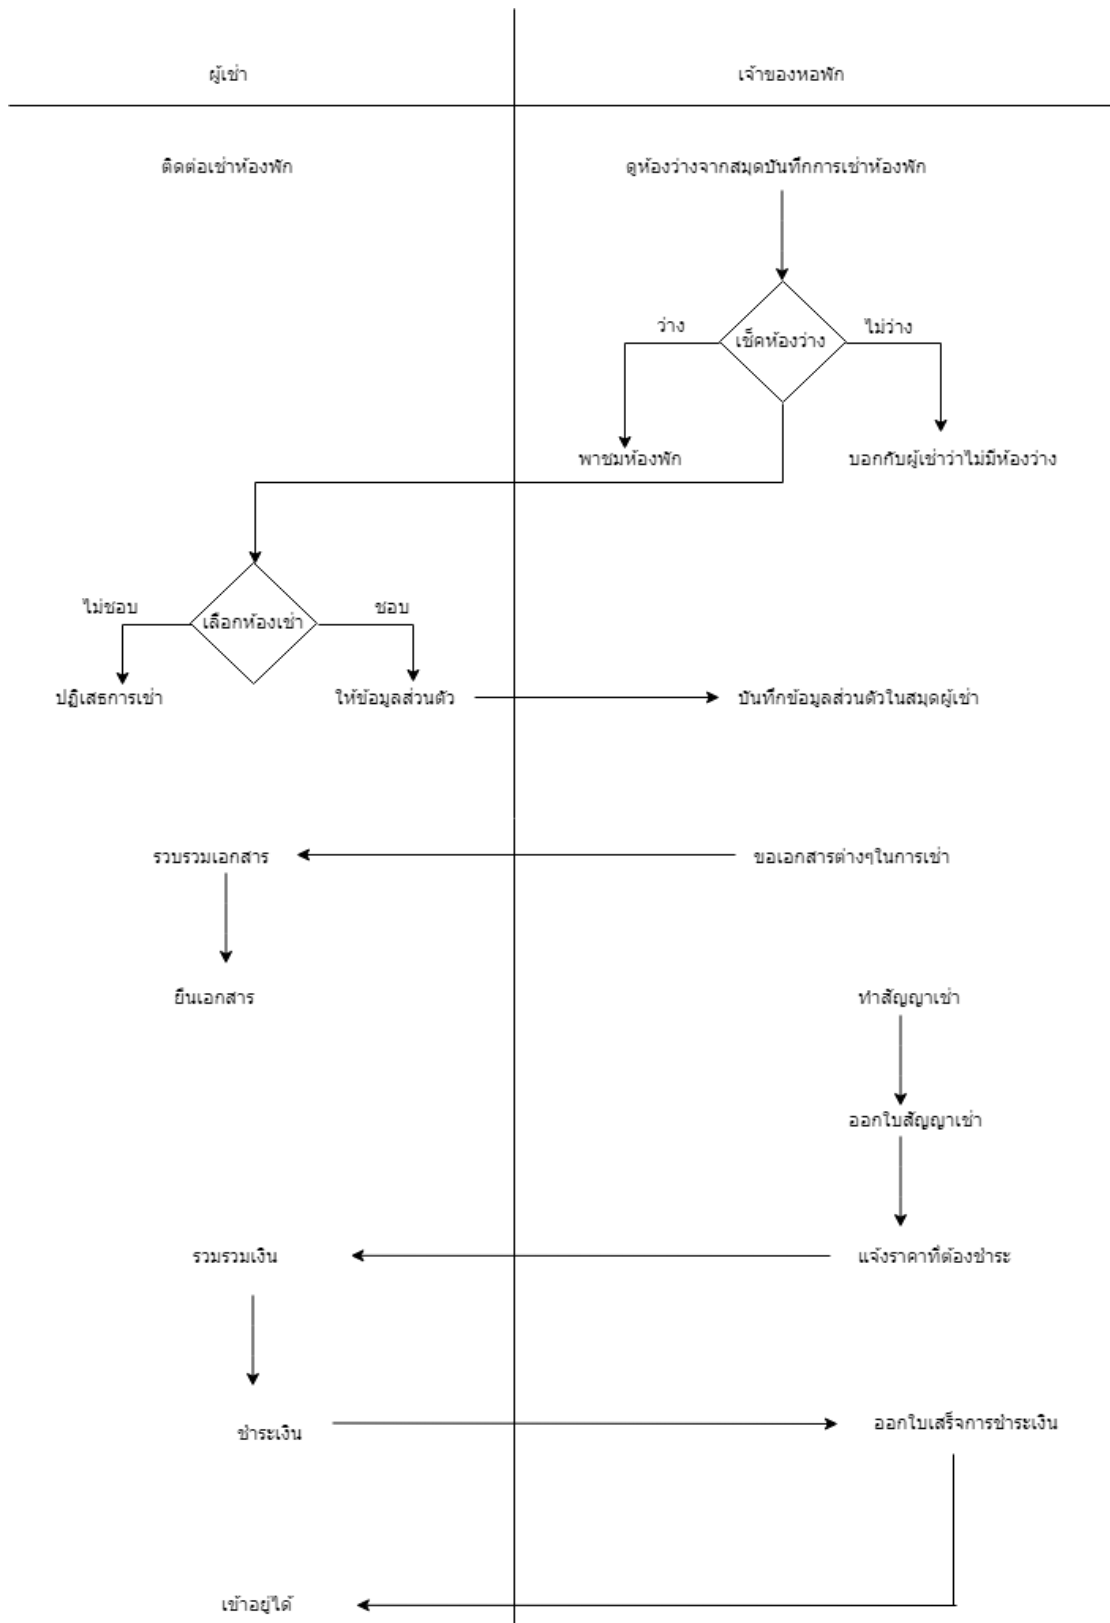 ผู้เช่า
เจ้าของหอพัก
ติดต่อเช่าห้องพัก
ดูห้องว่างจากสมุดบันทึกการเช่าห้องพัก
ว่าง
เช็คห้องว่าง
ไม่ว่าง
พาชมห้องพัก
บอกกับผู้เช่าว่าไม่มีห้องว่าง
ไม่ชอบ
เลือกห้องเช่า
ชอบ
ปฏิเสธการเช่า
ให้ข้อมูลส่วนตัว
บันทึกข้อมูลส่วนตัวในสมุดผู้เช่า
รวบรวมเอกสาร
ขอเอกสารต่างๆในการเช่า
ยื่นเอกสาร
ทำสัญญาเช่า
ออกใบสัญญาเช่า
รวมรวมเงิน
แจ้งราคาที่ต้องชำระ
ชำระเงิน
ออกใบเสร็จการชำระเงิน
เข้าอยู่ได้